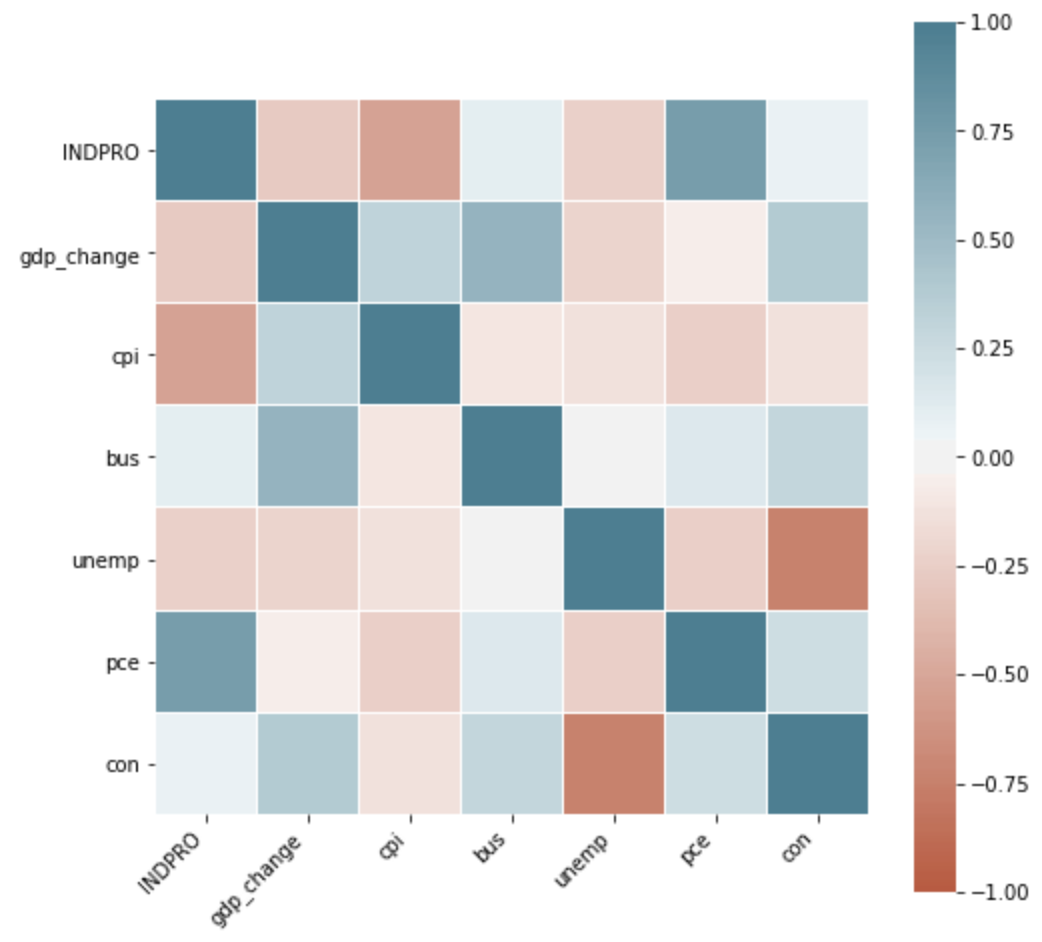 1.00
0.75
0.50
0.25
0.00
−0.25
−0.50
−0.75
−1.00
INDPRO
gdp_change
cpi
bus
unemp
pce
con
INDPRO
gdp_change
cpi
bus
unemp
pce
con